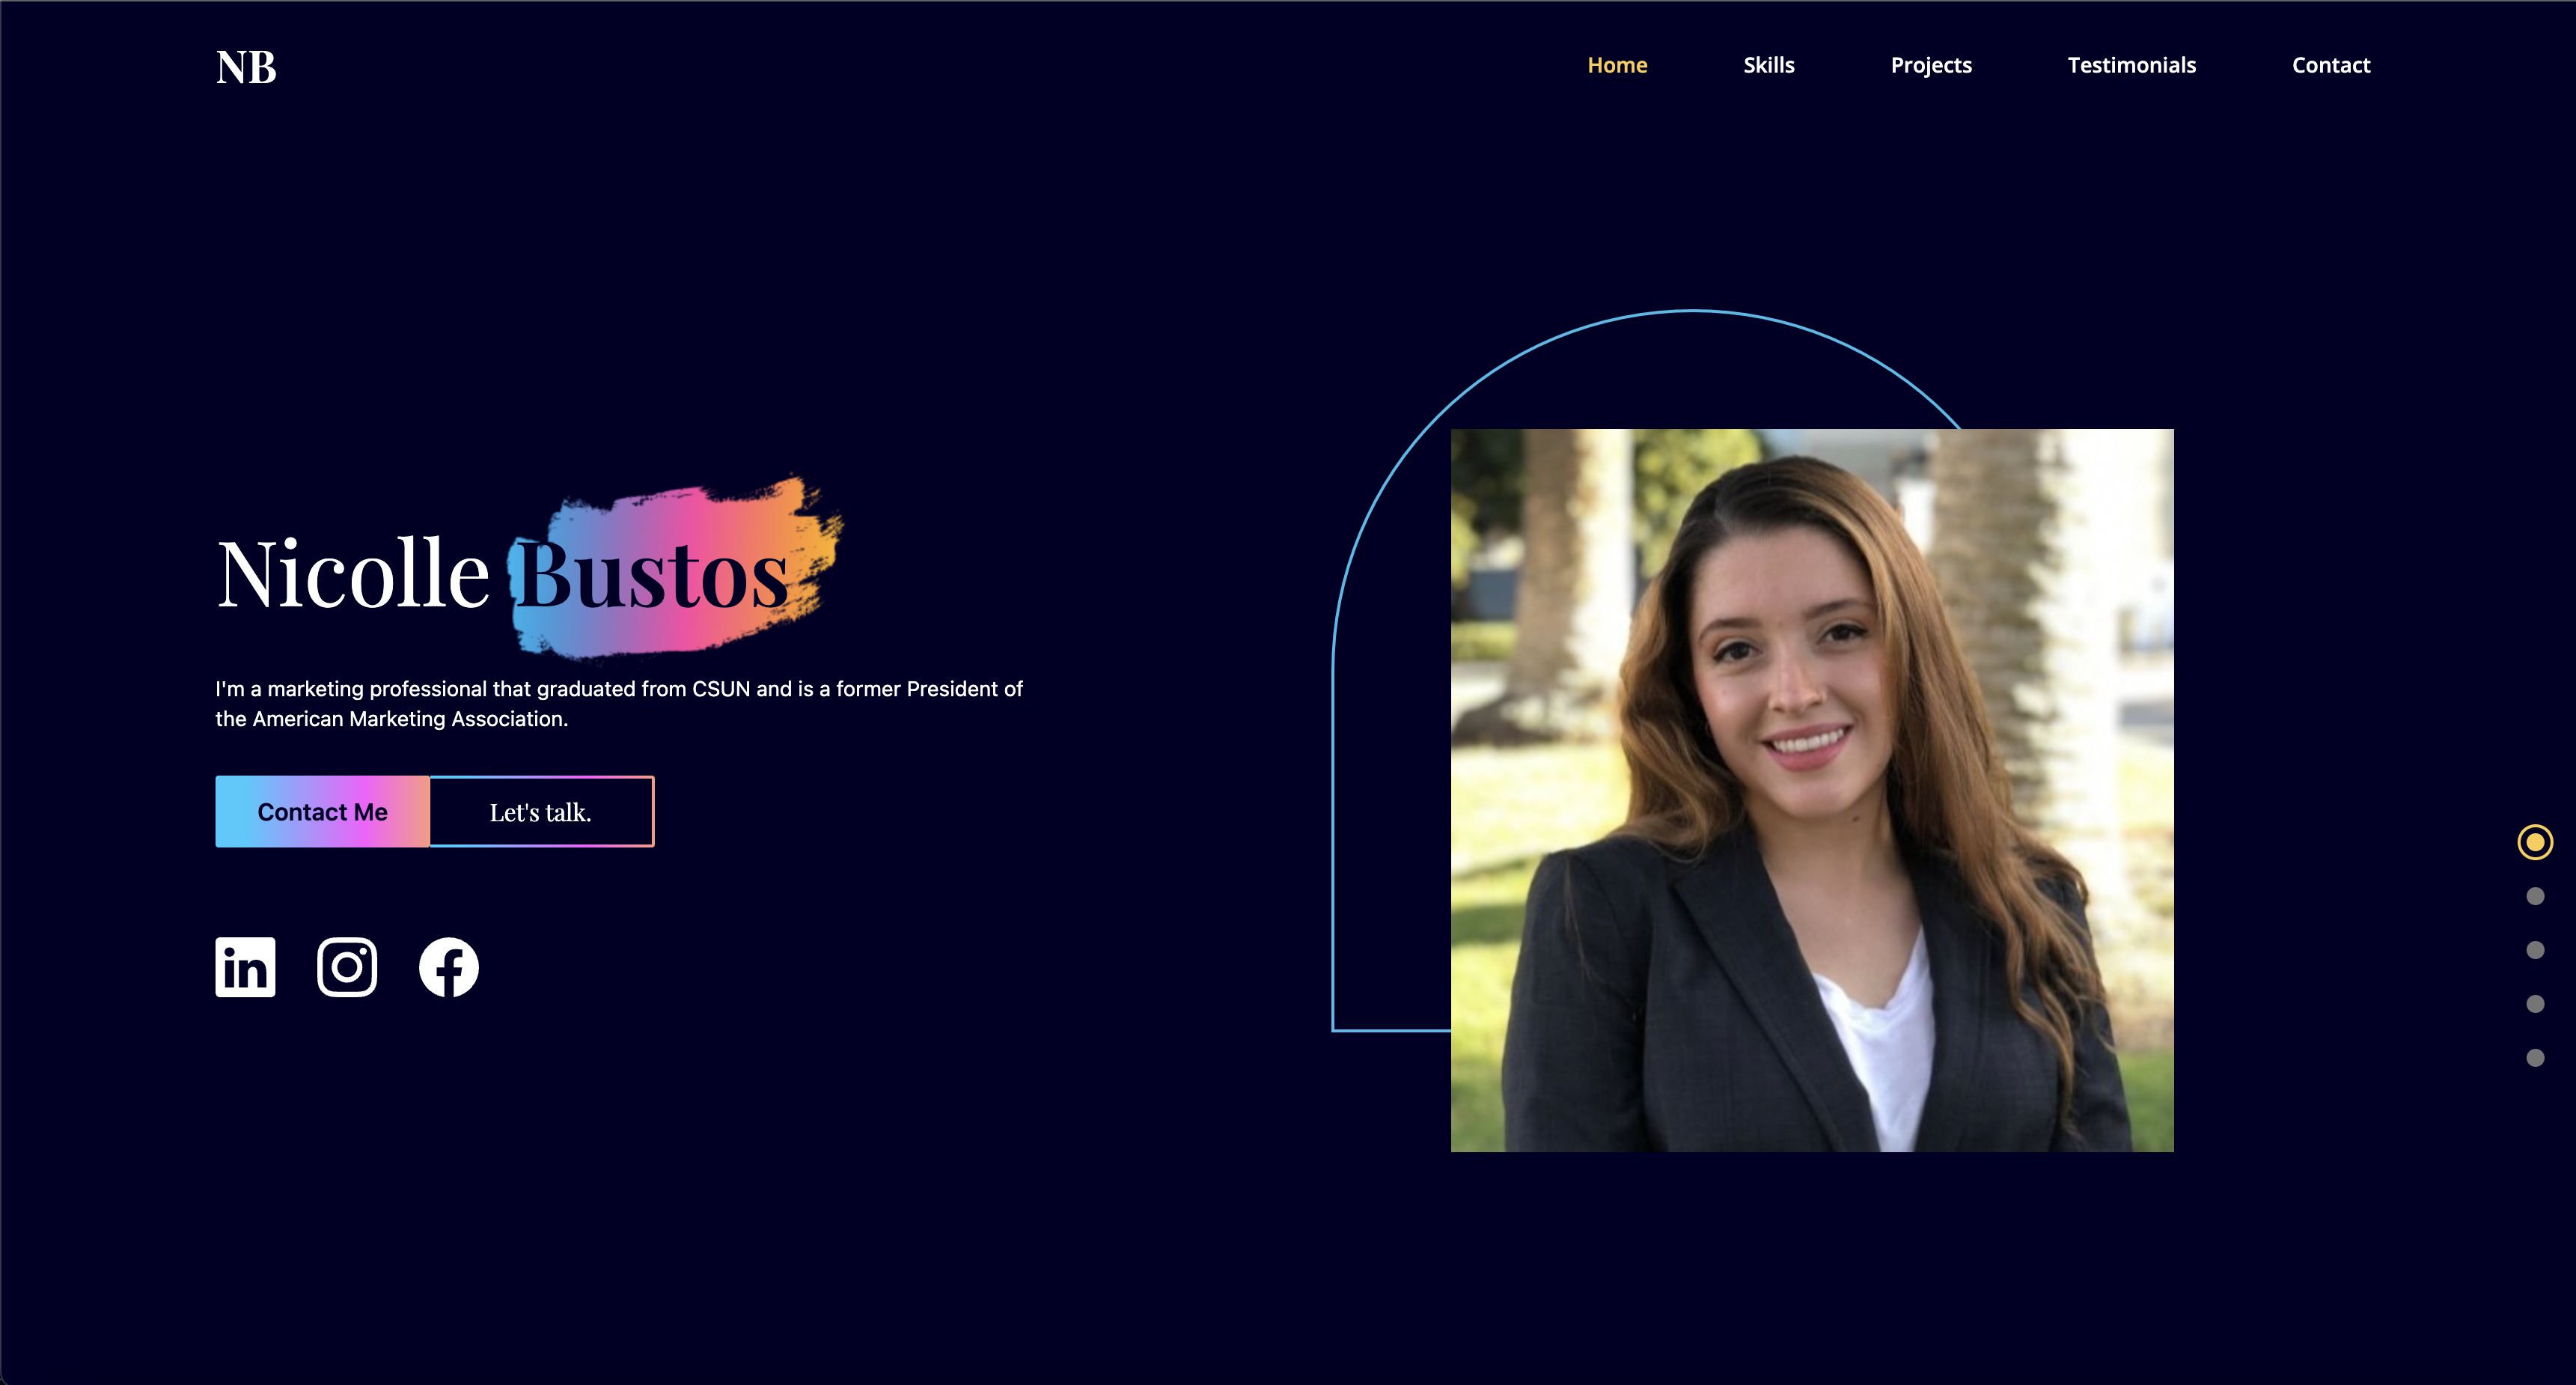 NB
Home Skills Projects Testimonials Contact
Nicolle Bustos
I'm a marketing professional that graduated from CSUN and is a former President of
the American Marketing Association.
Contact Me
Let's talk.
in